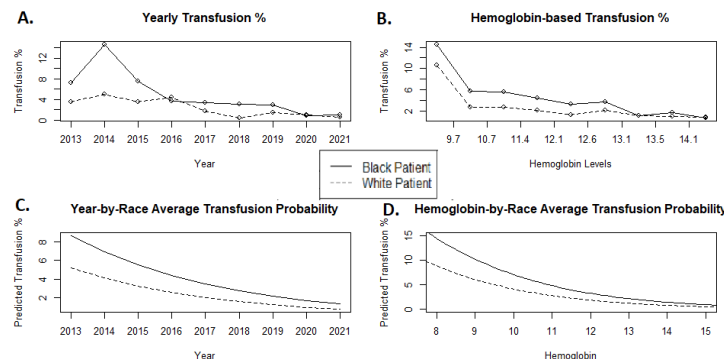 A. Yearly Transfusion %
Transfusion %
12
8
4
0
2013 2014 2015 2016 2017 2018 2019 2020 2021
Year
B. Hemoglobin-based Transfusion %
Transfusion %
14
10
6
2
9.7 10.7 11.4 12.1 12.6 13.1 13.5 14.1
Hemoglobin Levels
Black Patient
White Patient
C. Year-by-Race Average Transfusion Probability
Predicted Transfusion %
8
6
4
2
2013 2014 2015 2016 2017 2018 2019 2020 2021
Year
D. Hemoglobin-by-Race Average Transfusion Probability
Predicted Transfusion %
15
10
5
0
8 9 10 11 12 13 14 15
Hemoglobin